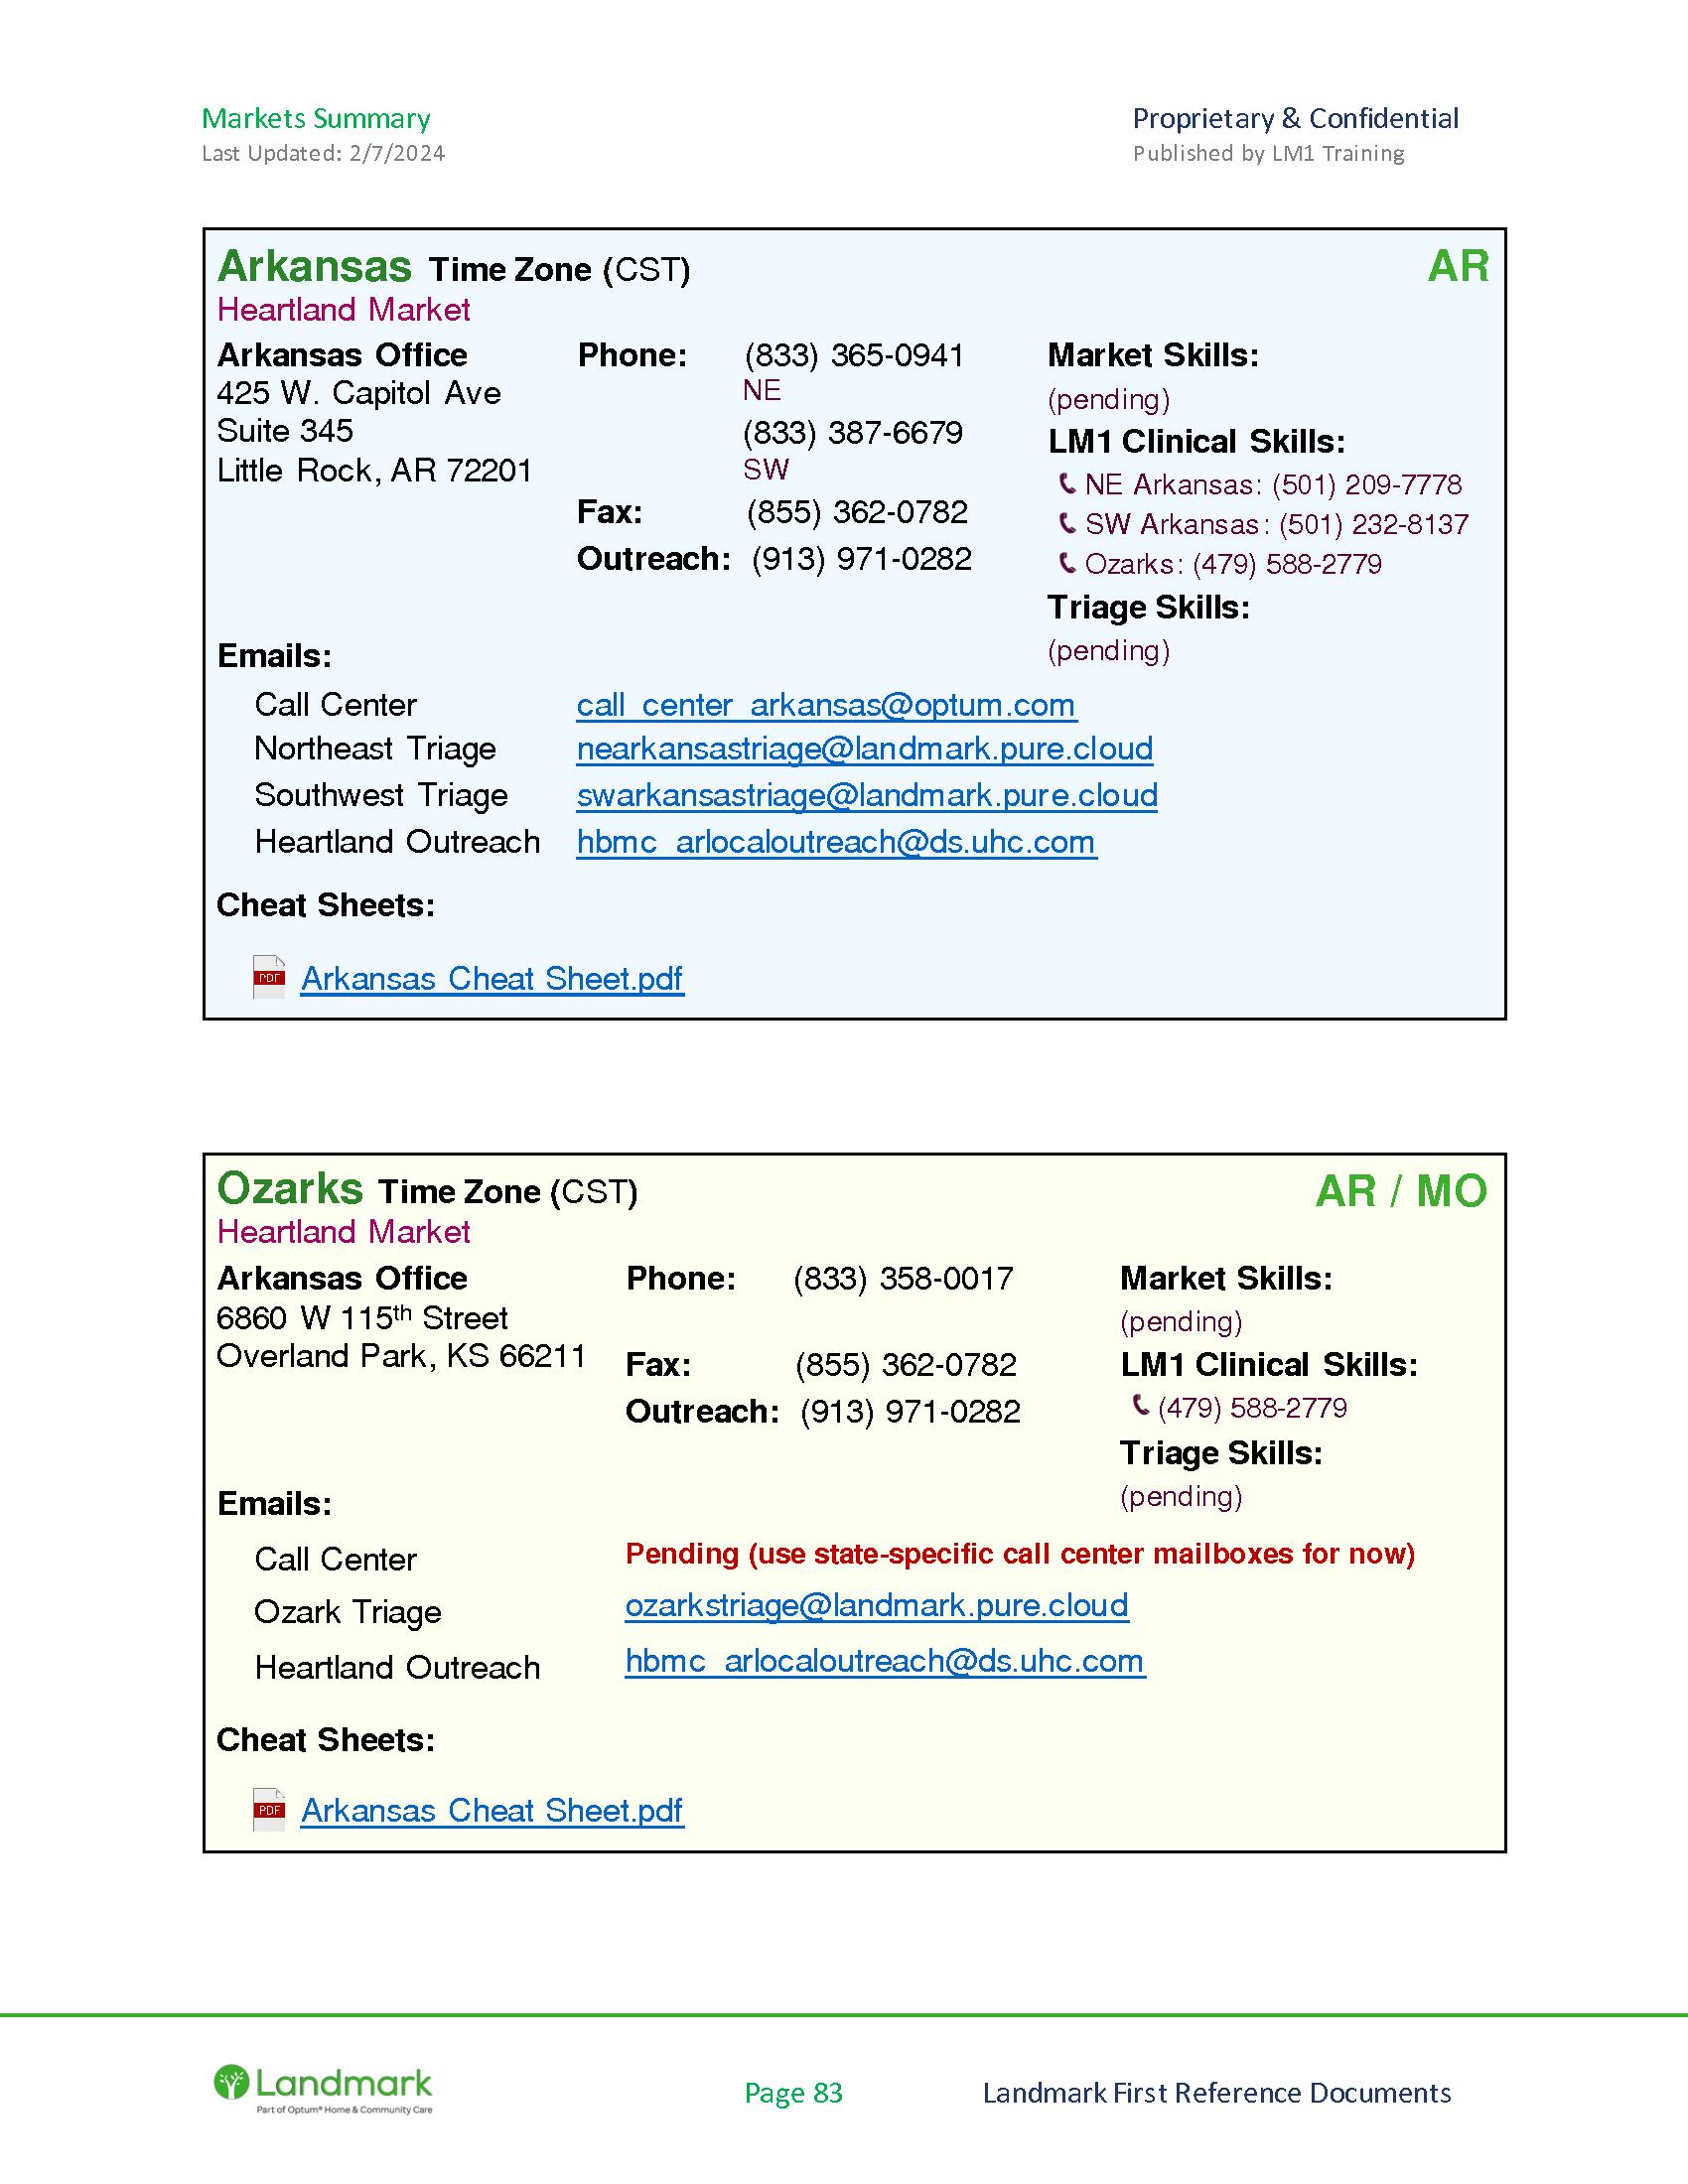 Markets Summary
Proprietary & Confidential
Last Updated: 2/7/2024
Published by LM1 Training
Arkansas Time Zone (CST)
AR
Heartland Market
Arkansas Office
425 W. Capitol Ave
Suite 345
Little Rock, AR 72201
Phone: (833) 365-0941
NE
(833) 387-6679
SW
Fax: (855) 362-0782
Outreach: (913) 971-0282
Market Skills:
(pending)
LM1 Clinical Skills:
NE Arkansas: (501) 209-7778
SW Arkansas: (501) 232-8137
Ozarks: (479) 588-2779
Triage Skills:
(pending)
Emails:
Call Center call_center_arkansas@optum.com
Northeast Triage nearkansastriage@landmark.pure.cloud
Southwest Triage swarkansastriage@landmark.pure.cloud
Heartland Outreach hbmc_arlocaloutreach@ds.uhc.com
Cheat Sheets:
PDF Arkansas Cheat Sheet.pdf
Ozarks Time Zone (CST)
AR / MO
Heartland Market
Arkansas Office
6860 W 115th Street
Overland Park, KS 66211
Phone: (833) 358-0017
Fax: (855) 362-0782
Outreach: (913) 971-0282
Market Skills:
(pending)
LM1 Clinical Skills:
(479) 588-2779
Triage Skills:
(pending)
Emails:
Call Center Pending (use state-specific call center mailboxes for now)
Ozark Triage ozarkstriage@landmark.pure.cloud
Heartland Outreach hbmc_arlocaloutreach@ds.uhc.com
Cheat Sheets:
PDF Arkansas Cheat Sheet.pdf
Landmark
Part of Optum® Home & Community Care
Page 83
Landmark First Reference Documents